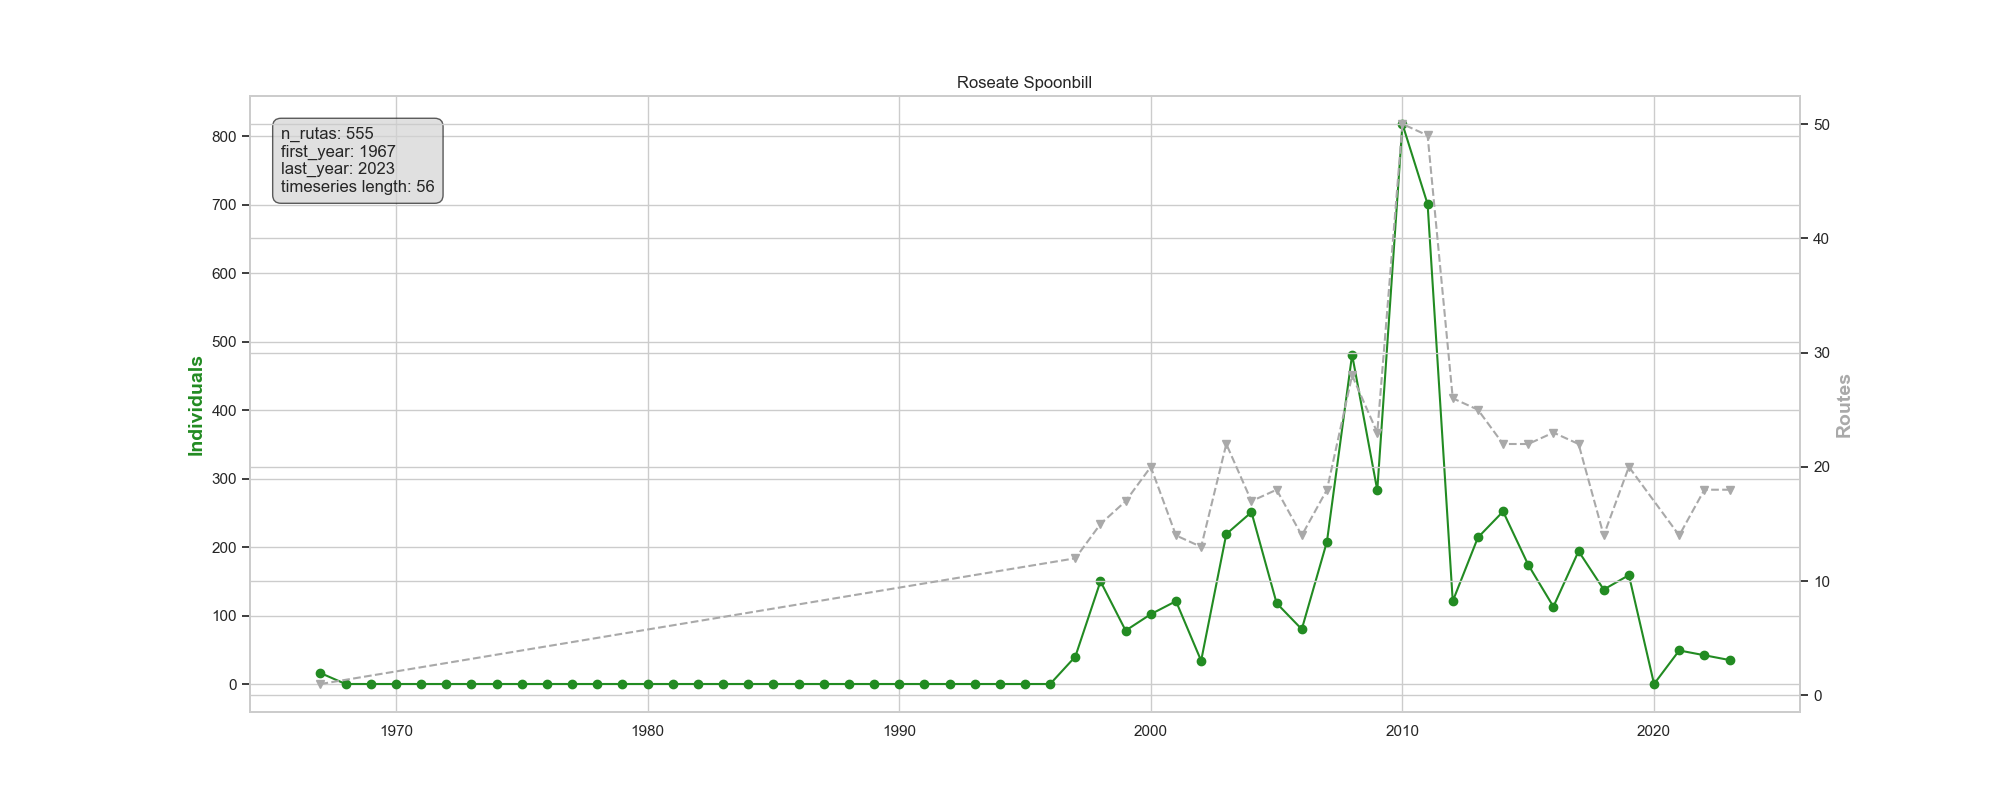 Roseate Spoonbill
n_rutas: 555
first_year: 1967
last_year: 2023
timeseries length: 56
Individuals
800
700
600
500
400
300
200
100
0
50
40
30
20
10
0
Routes
1970 1980 1990 2000 2010 2020